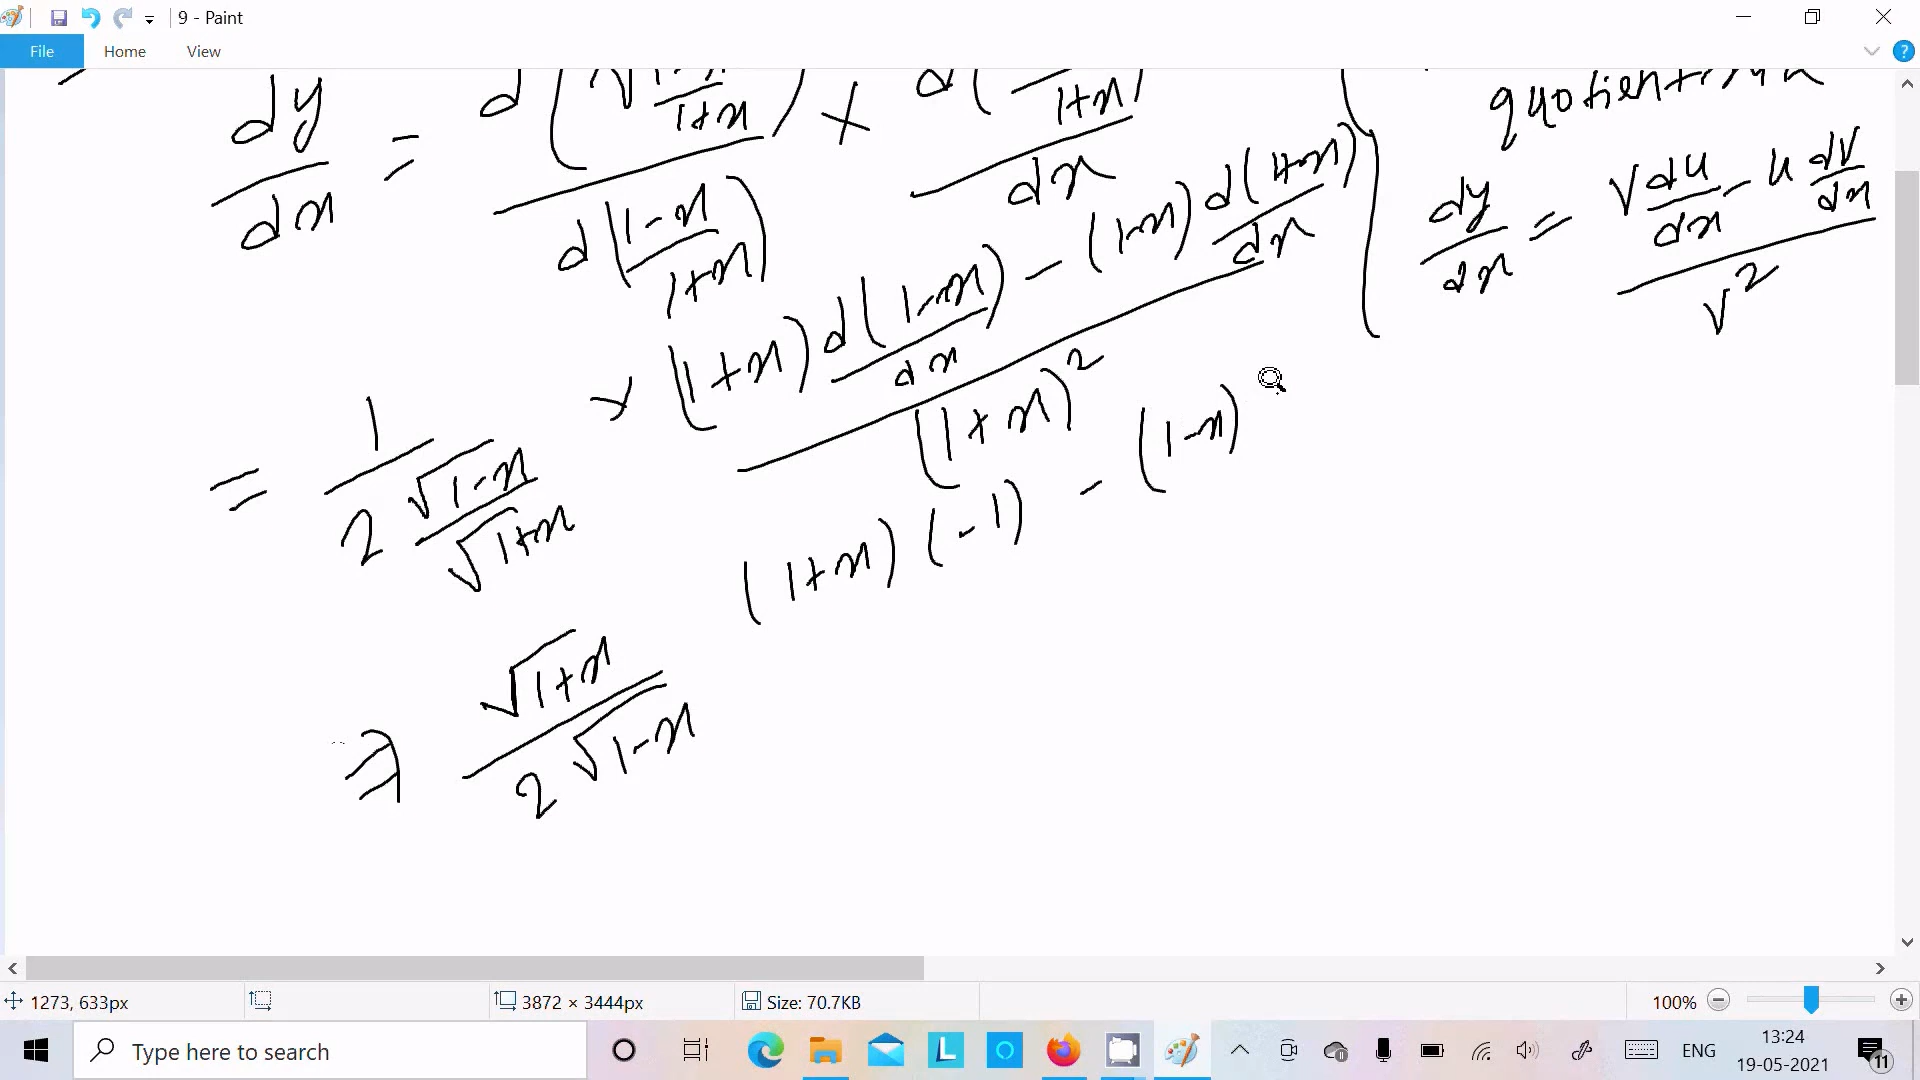 9 - Paint
File Home View
dy/dx = d(√(1-x)/(1+x))/d((1-x)/(1+x)) × d( /(1+x))/dx
quotient
dy/dx = (V du/dx - u dv/dx)/V²
= 1/(2 √(1-x)/√(1+x)) × ((1+x) d(1-x)/dx - (1-x) d(1+x)/dx)/(1+x)²
(1+x)(-1) - (1-x)
⇒ √(1+x)/(2√(1-x))
1273, 633px 3872 × 3444px Size: 70.7KB 100%
Type here to search L ENG 13:24
19-05-2021 11